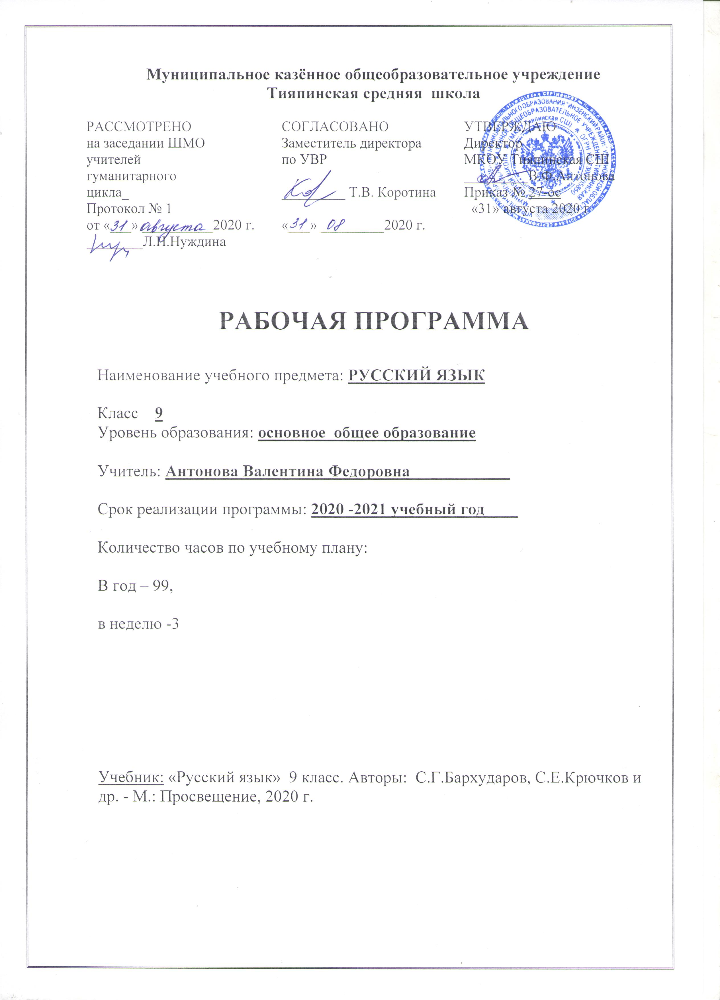 Муниципальное казённое общеобразовательное учреждение
Тияпинская средняя школа
РАССМОТРЕНО
на заседании ШМО
учителей
гуманитарного
цикла_
Протокол № 1
от «31» августа 2020 г.
Л.Н.Нуждина
СОГЛАСОВАНО
Заместитель директора
по УВР
Т.В. Коротина
«31» 08 2020 г.
УТВЕРЖДАЮ
Директор
МКОУ Тияпинская СШ
В.Ф.Антонова
Приказ № 27-ос
«31» августа 2020 г.
РАБОЧАЯ ПРОГРАММА
Наименование учебного предмета: РУССКИЙ ЯЗЫК
Класс 9
Уровень образования: основное общее образование
Учитель: Антонова Валентина Федоровна
Срок реализации программы: 2020 -2021 учебный год
Количество часов по учебному плану:
В год – 99,
в неделю -3
Учебник: «Русский язык» 9 класс. Авторы: С.Г.Бархударов, С.Е.Крючков и
др. - М.: Просвещение, 2020 г.